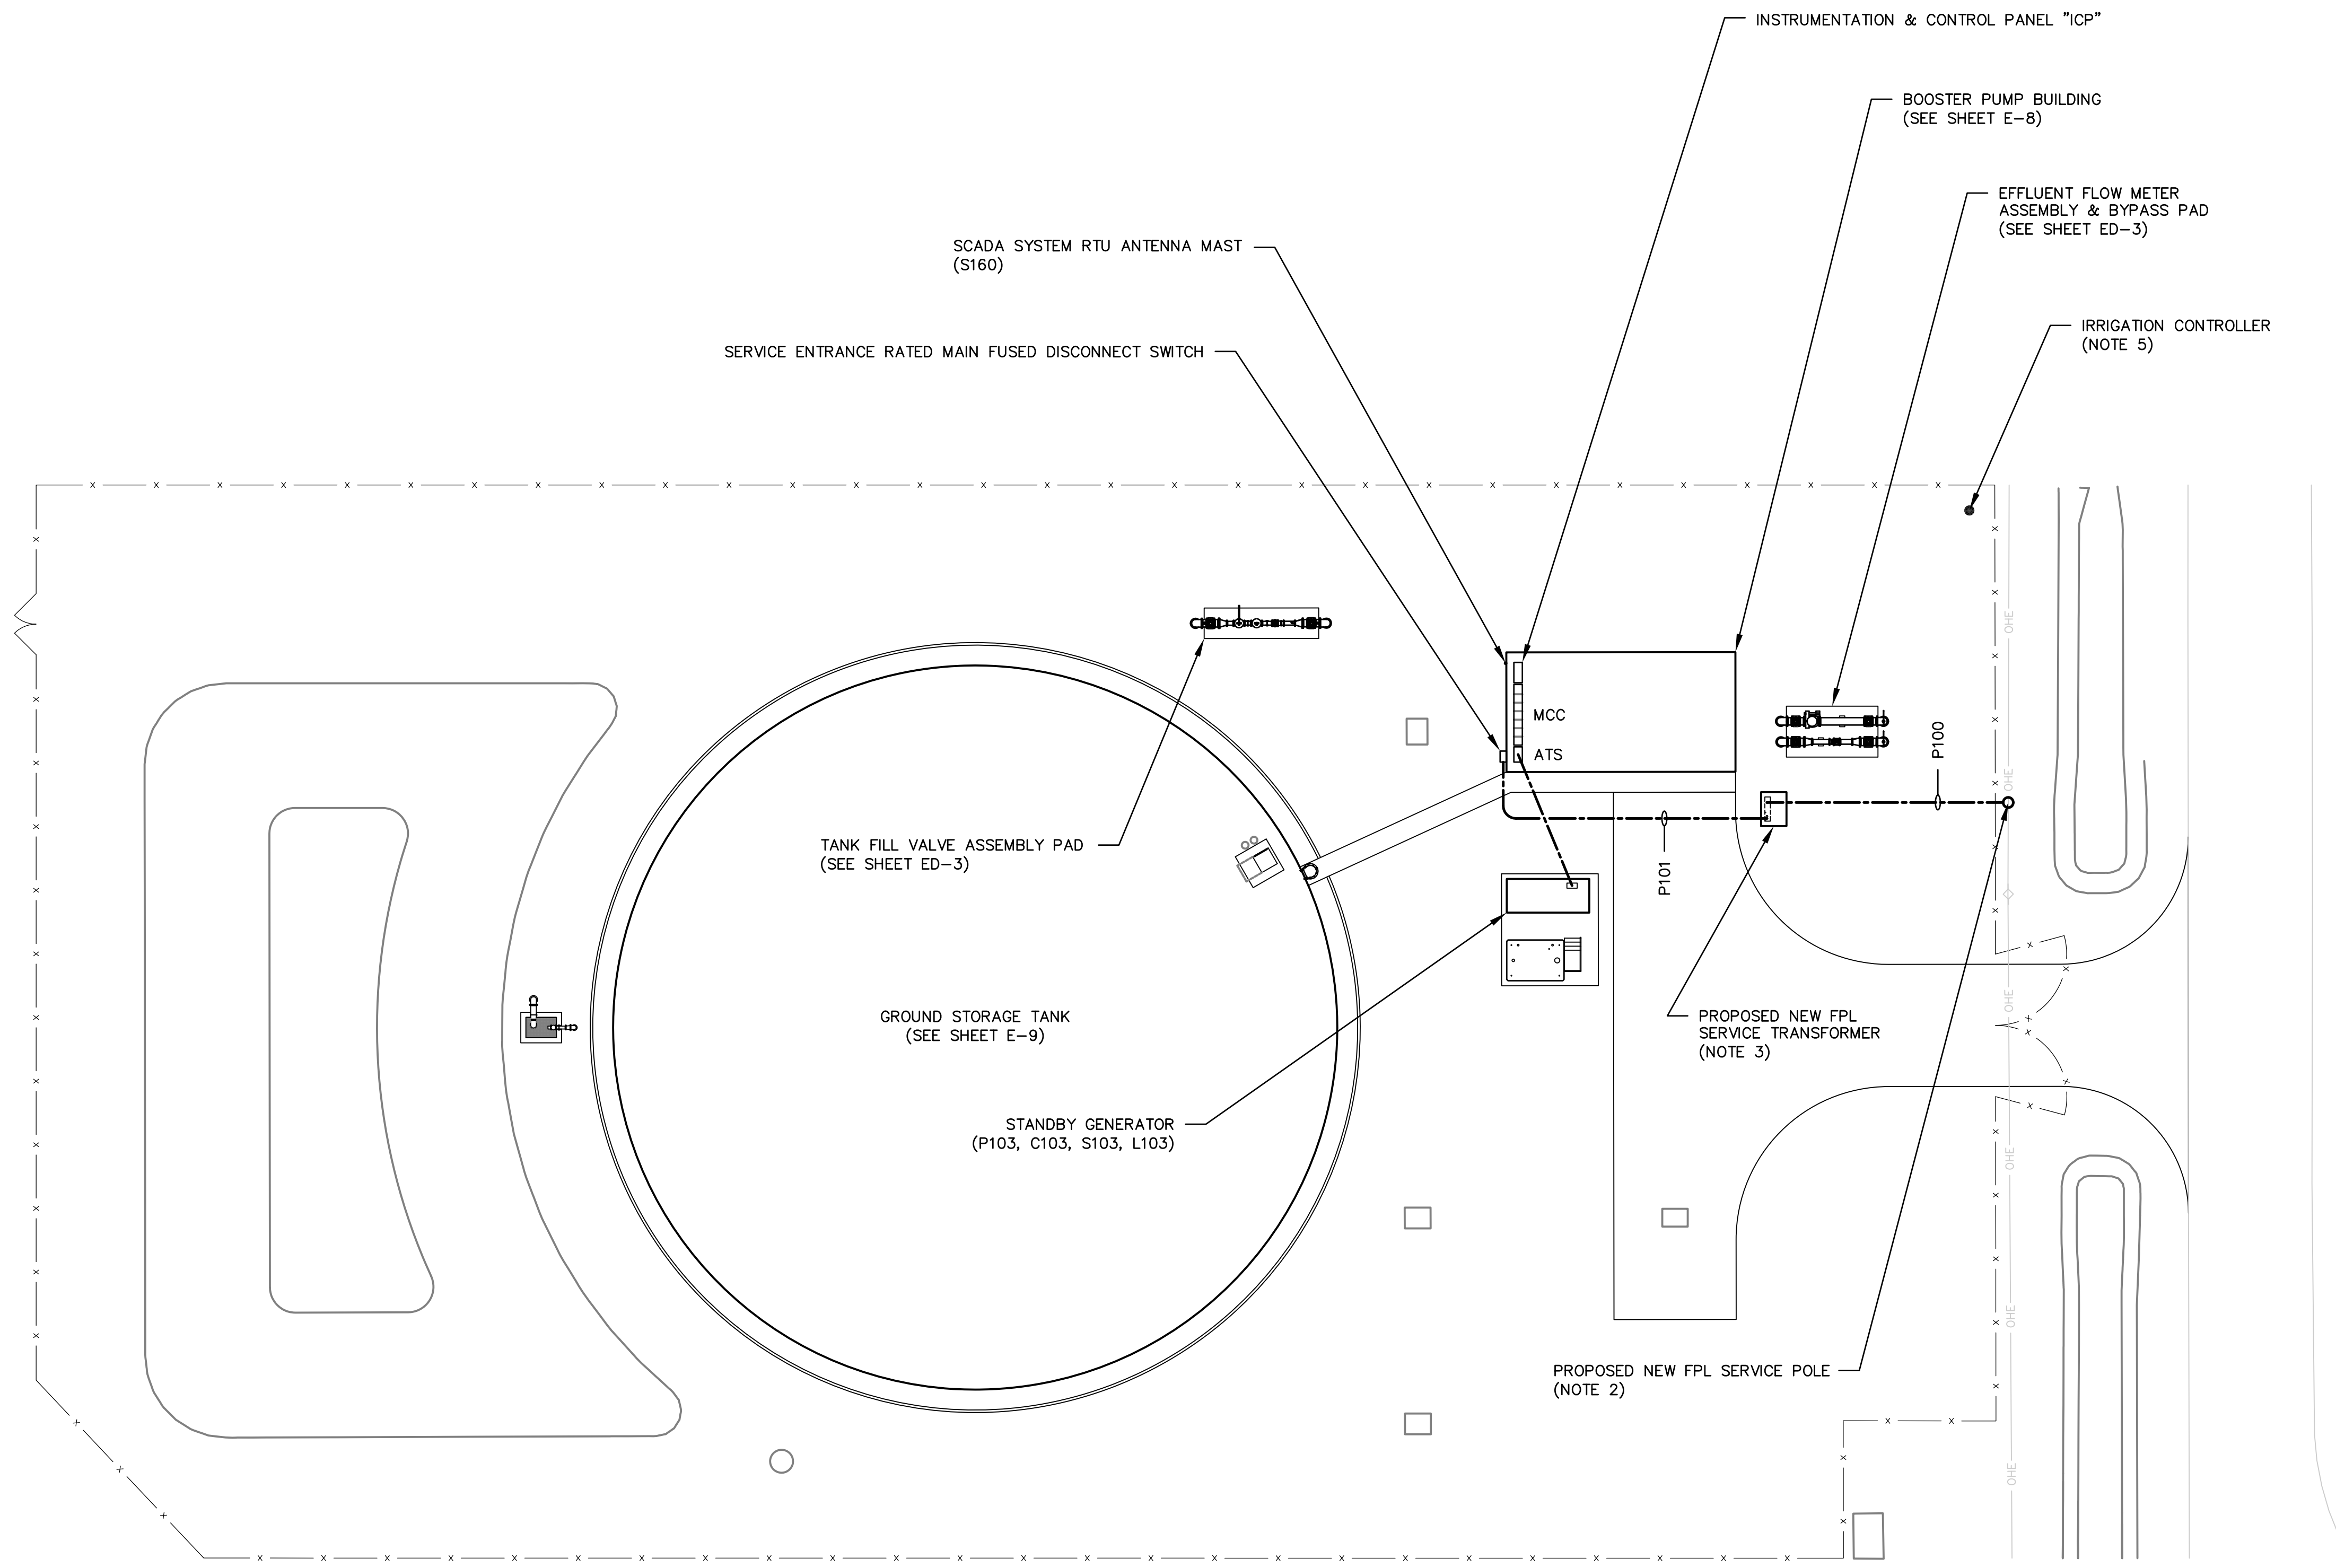 INSTRUMENTATION & CONTROL PANEL "ICP"
BOOSTER PUMP BUILDING
(SEE SHEET E-8)
EFFLUENT FLOW METER
ASSEMBLY & BYPASS PAD
(SEE SHEET ED-3)
SCADA SYSTEM RTU ANTENNA MAST
(S160)
IRRIGATION CONTROLLER
(NOTE 5)
SERVICE ENTRANCE RATED MAIN FUSED DISCONNECT SWITCH
OHE
MCC
P100
ATS
OHE
TANK FILL VALVE ASSEMBLY PAD
(SEE SHEET ED-3)
P101
OHE
GROUND STORAGE TANK
(SEE SHEET E-9)
PROPOSED NEW FPL
SERVICE TRANSFORMER
(NOTE 3)
STANDBY GENERATOR
(P103, C103, S103, L103)
OHE
OHE
PROPOSED NEW FPL SERVICE POLE
(NOTE 2)
OHE